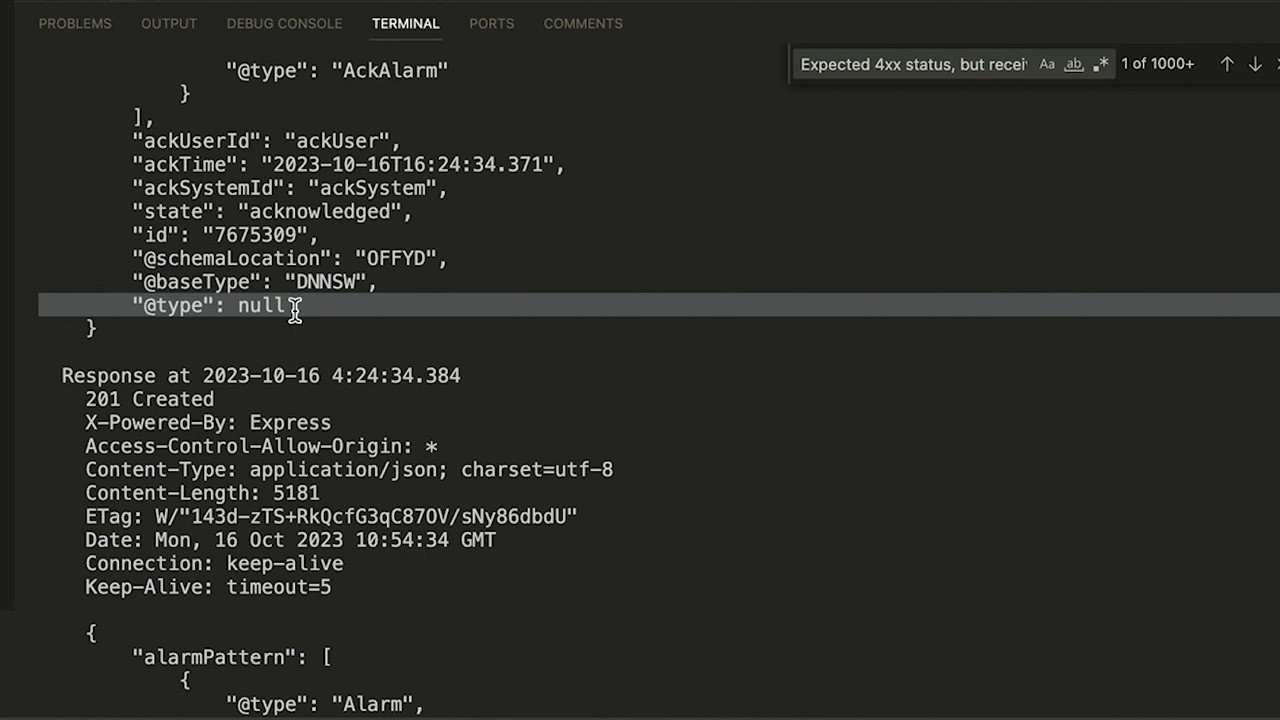 PROBLEMS OUTPUT DEBUG CONSOLE TERMINAL PORTS COMMENTS
Expected 4xx status, but recei Aa ab .* 1 of 1000+
"@type": "AckAlarm"
}
],
"ackUserId": "ackUser",
"ackTime": "2023-10-16T16:24:34.371",
"ackSystemId": "ackSystem",
"state": "acknowledged",
"id": "7675309",
"@schemaLocation": "OFFYD",
"@baseType": "DNNSW",
"@type": null
}
Response at 2023-10-16 4:24:34.384
201 Created
X-Powered-By: Express
Access-Control-Allow-Origin: *
Content-Type: application/json; charset=utf-8
Content-Length: 5181
ETag: W/"143d-zTS+RkQcfG3qC87OV/sNy86dbdU"
Date: Mon, 16 Oct 2023 10:54:34 GMT
Connection: keep-alive
Keep-Alive: timeout=5
{
"alarmPattern": [
{
"@type": "Alarm",